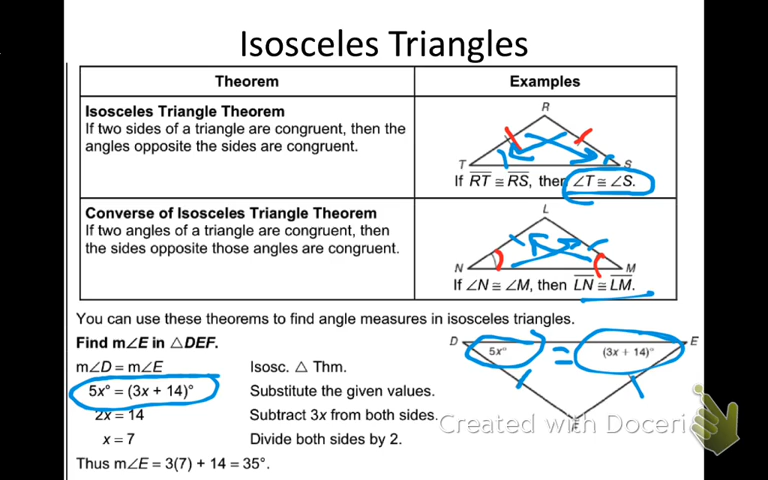 Isosceles Triangles
Theorem
Examples
Isosceles Triangle Theorem
If two sides of a triangle are congruent, then the
angles opposite the sides are congruent.
R
T
S
If RT ≅ RS, then ∠T ≅ ∠S.
Converse of Isosceles Triangle Theorem
If two angles of a triangle are congruent, then
the sides opposite those angles are congruent.
L
N
M
If ∠N ≅ ∠M, then LN ≅ LM.
You can use these theorems to find angle measures in isosceles triangles.
Find m∠E in △DEF.
D
E
5x°
=
(3x + 14)°
F
m∠D = m∠E Isosc. △ Thm.
5x° = (3x + 14)° Substitute the given values.
2x = 14 Subtract 3x from both sides.
x = 7 Divide both sides by 2.
Thus m∠E = 3(7) + 14 = 35°.
Created with Doceri